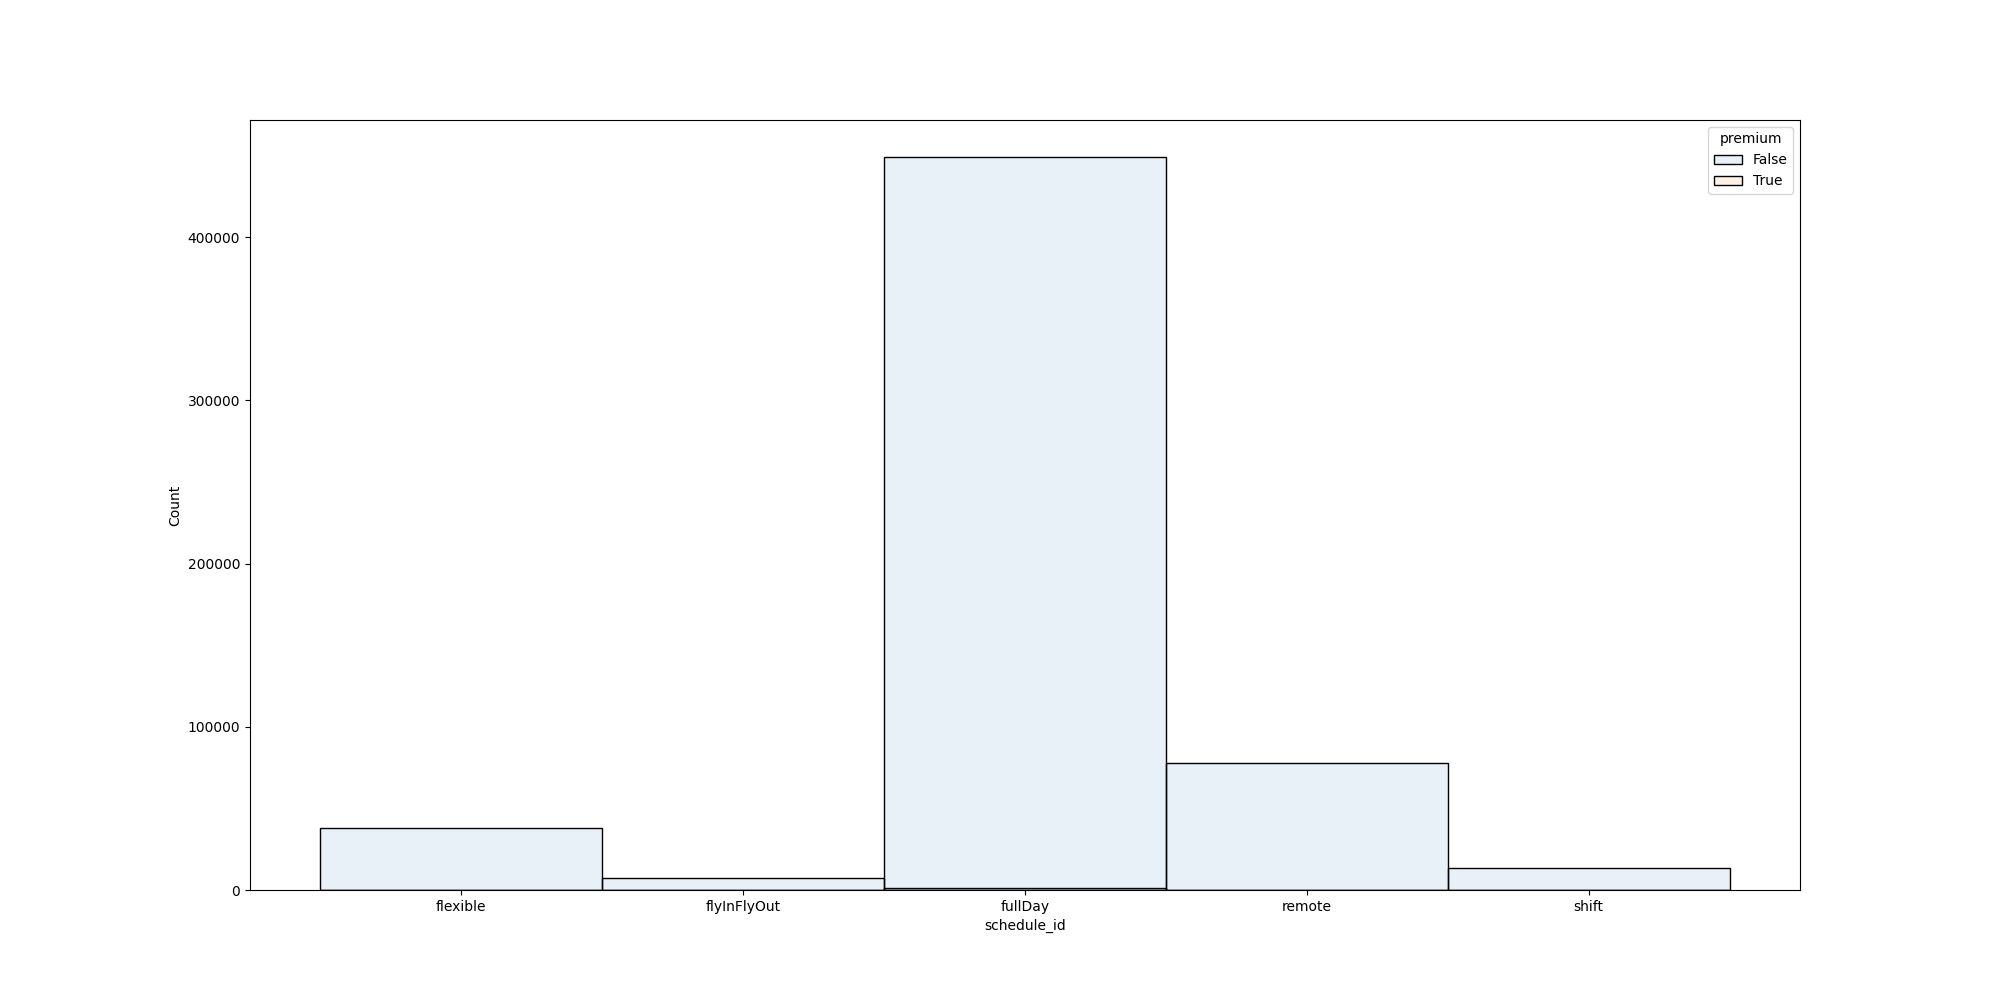 premium
False
True
400000
300000
200000
100000
0
Count
flexible
flyInFlyOut
fullDay
remote
shift
schedule_id